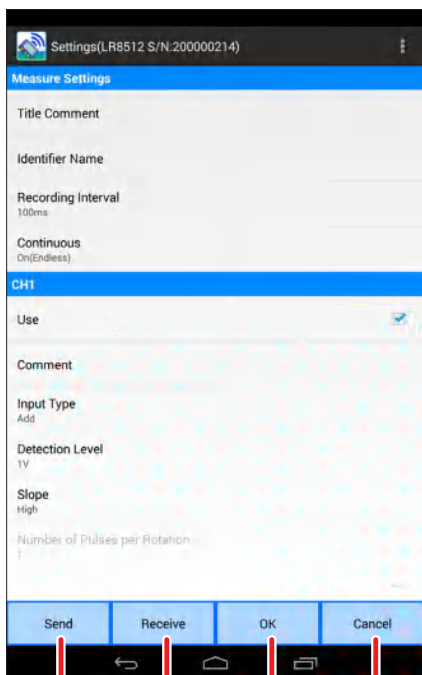 Settings(LR8512 S/N:200000214)
Measure Settings
Title Comment
Identifier Name
Recording Interval
100ms
Continuous
On(Endless)
CH1
Use
Comment
Input Type
Add
Detection Level
1V
Slope
High
Number of Pulses per Rotation
1
Send Receive OK Cancel